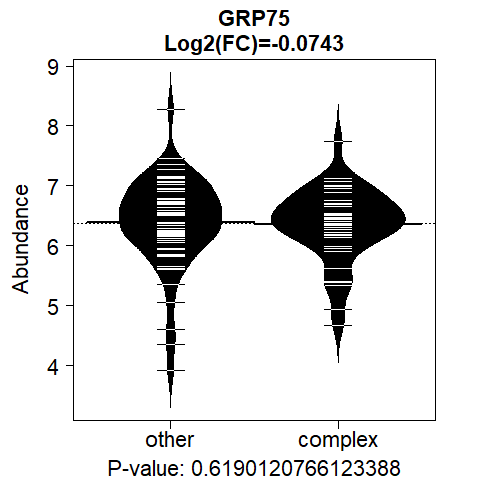 GRP75
Log2(FC)=-0.0743
Abundance
9
8
7
6
5
4
other complex
P-value: 0.6190120766123388